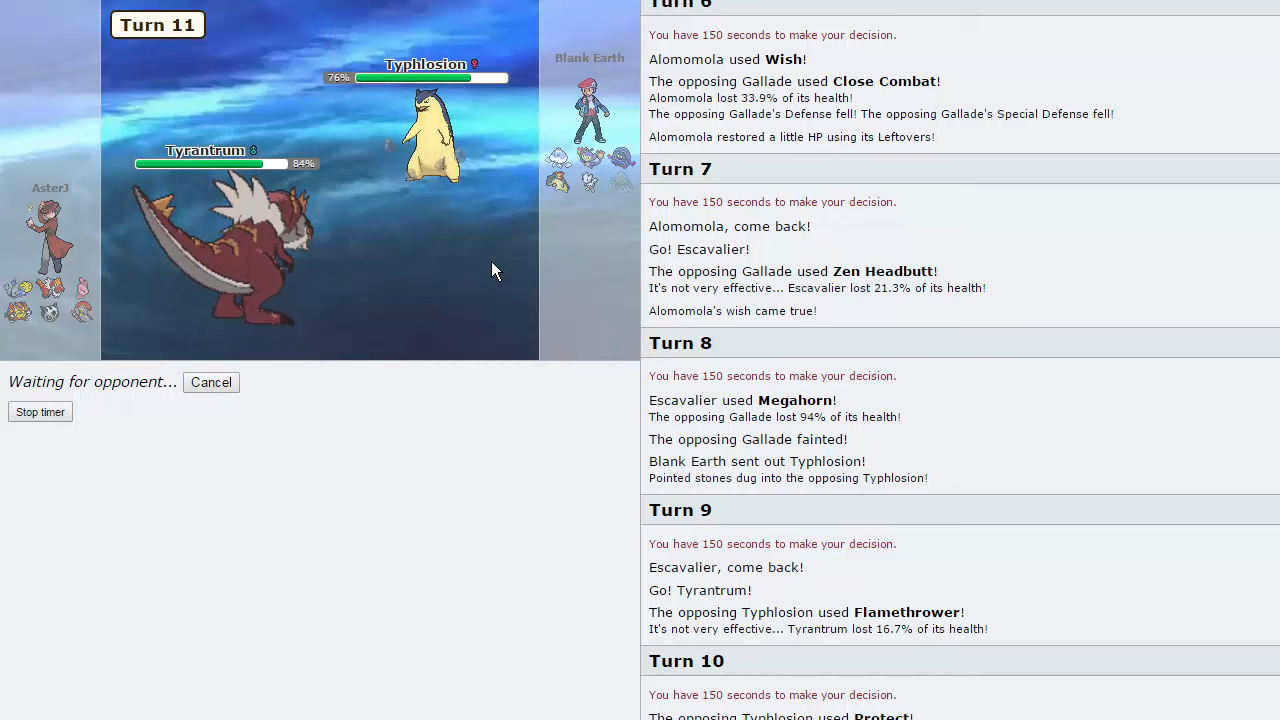 Turn 11
Typhlosion
76%
Tyrantrum
84%
Blank Earth
AsterJ
Waiting for opponent... Cancel
Stop timer
Turn 6
You have 150 seconds to make your decision.
Alomomola used Wish!
The opposing Gallade used Close Combat!
Alomomola lost 33.9% of its health!
The opposing Gallade's Defense fell! The opposing Gallade's Special Defense fell!
Alomomola restored a little HP using its Leftovers!
Turn 7
You have 150 seconds to make your decision.
Alomomola, come back!
Go! Escavalier!
The opposing Gallade used Zen Headbutt!
It's not very effective... Escavalier lost 21.3% of its health!
Alomomola's wish came true!
Turn 8
You have 150 seconds to make your decision.
Escavalier used Megahorn!
The opposing Gallade lost 94% of its health!
The opposing Gallade fainted!
Blank Earth sent out Typhlosion!
Pointed stones dug into the opposing Typhlosion!
Turn 9
You have 150 seconds to make your decision.
Escavalier, come back!
Go! Tyrantrum!
The opposing Typhlosion used Flamethrower!
It's not very effective... Tyrantrum lost 16.7% of its health!
Turn 10
You have 150 seconds to make your decision.
The opposing Typhlosion used Protect!